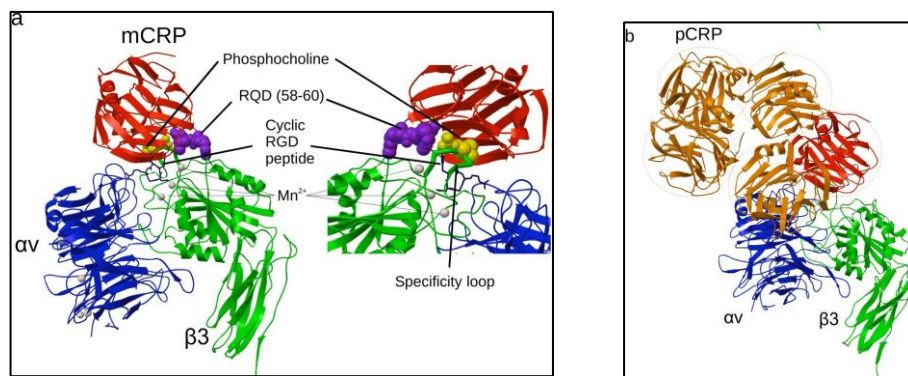 a
mCRP
Phosphocholine
RQD (58-60)
Cyclic
RGD
peptide
Mn2+
αv
β3
Specificity loop
b
pCRP
αv
β3